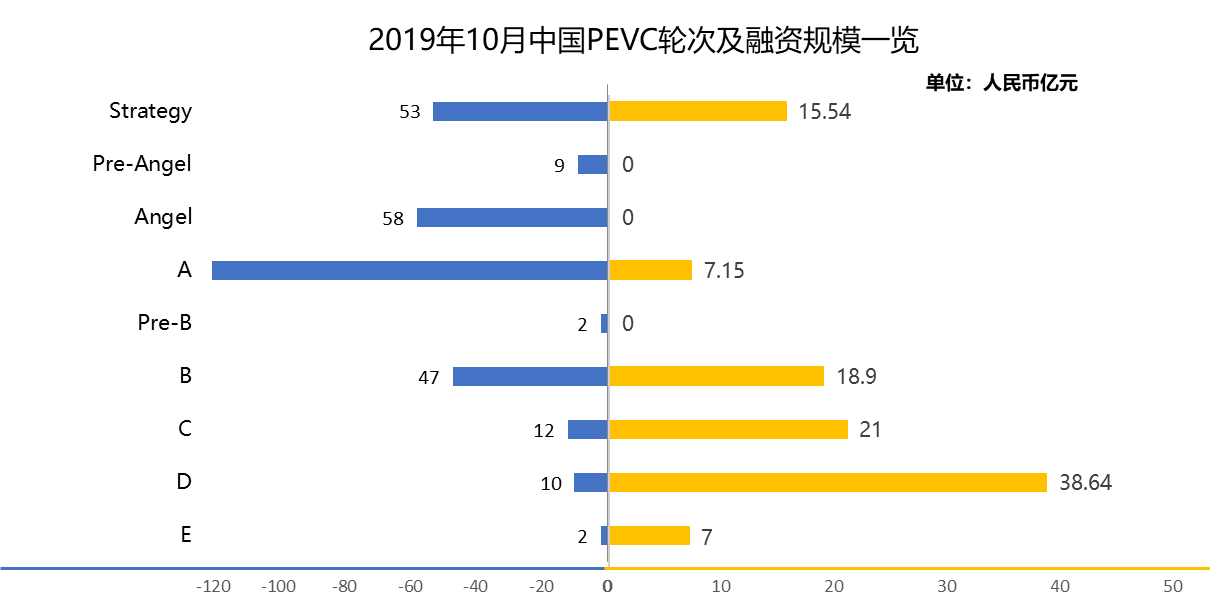 2019年10月中国PEVC轮次及融资规模一览
单位：人民币亿元
Strategy 53 15.54
Pre-Angel 9 0
Angel 58 0
A 7.15
Pre-B 2 0
B 47 18.9
C 12 21
D 10 38.64
E 2 7
-120 -100 -80 -60 -40 -20 0 0 10 20 30 40 50